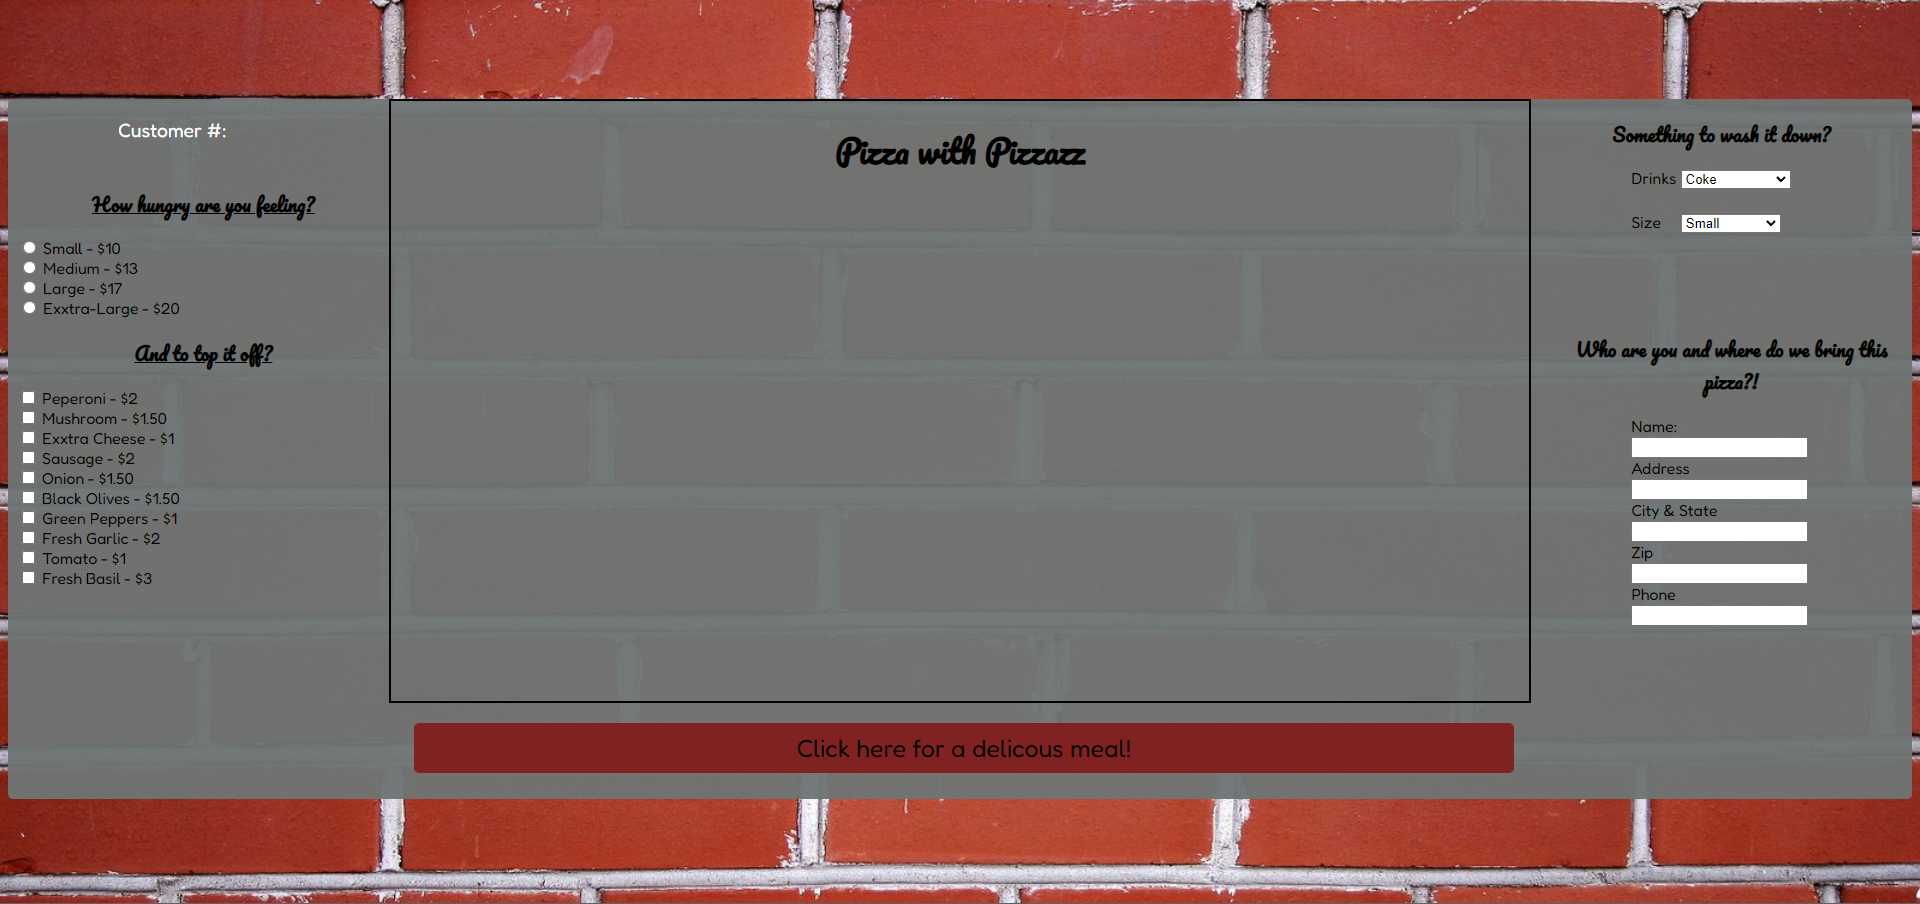 Customer #:
How hungry are you feeling?
Small - $10
Medium - $13
Large - $17
Exxtra-Large - $20
And to top it off?
Peperoni - $2
Mushroom - $1.50
Exxtra Cheese - $1
Sausage - $2
Onion - $1.50
Black Olives - $1.50
Green Peppers - $1
Fresh Garlic - $2
Tomato - $1
Fresh Basil - $3
Pizza with Pizzazz
Click here for a delicous meal!
Something to wash it down?
Drinks Coke
Size Small
Who are you and where do we bring this
pizza?!
Name:
Address
City & State
Zip
Phone